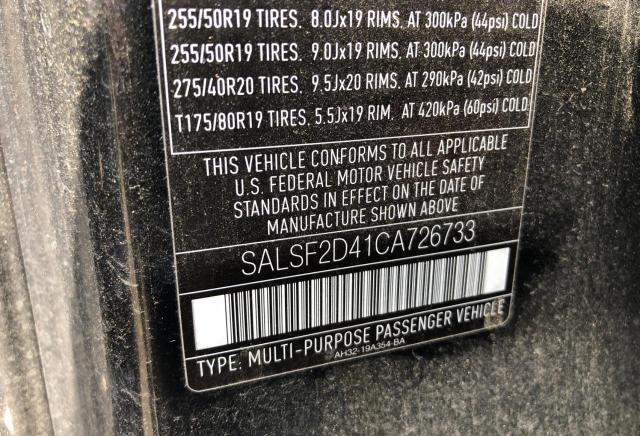 255/50R19 TIRES, 8.0Jx19 RIMS, AT 300kPa (44psi) COLD
255/50R19 TIRES, 9.0Jx19 RIMS, AT 300kPa (44psi) COLD
275/40R20 TIRES, 9.5Jx20 RIMS, AT 290kPa (42psi) COLD
T175/80R19 TIRES, 5.5Jx19 RIM, AT 420kPa (60psi) COLD
THIS VEHICLE CONFORMS TO ALL APPLICABLE
U.S. FEDERAL MOTOR VEHICLE SAFETY
STANDARDS IN EFFECT ON THE DATE OF
MANUFACTURE SHOWN ABOVE
SALSF2D41CA726733
TYPE: MULTI-PURPOSE PASSENGER VEHICLE
AH32-19A354-BA